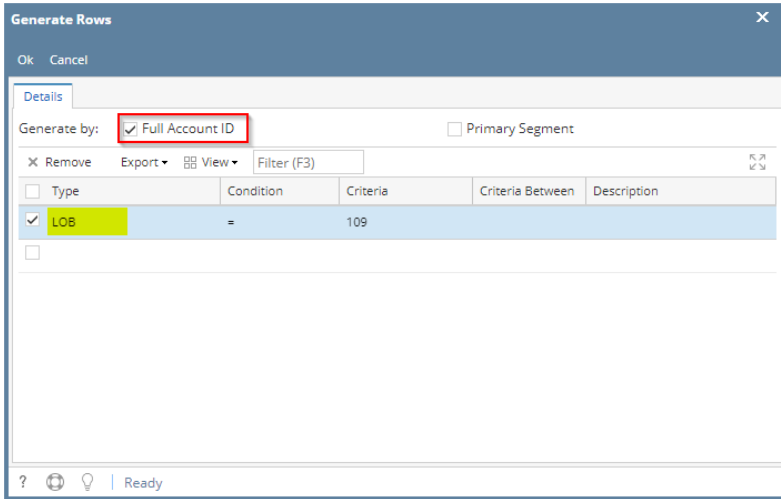 Generate Rows X
Ok Cancel
Details
Generate by: Full Account ID Primary Segment
Remove Export View Filter (F3)
Type Condition Criteria Criteria Between Description
LOB = 109
? Ready